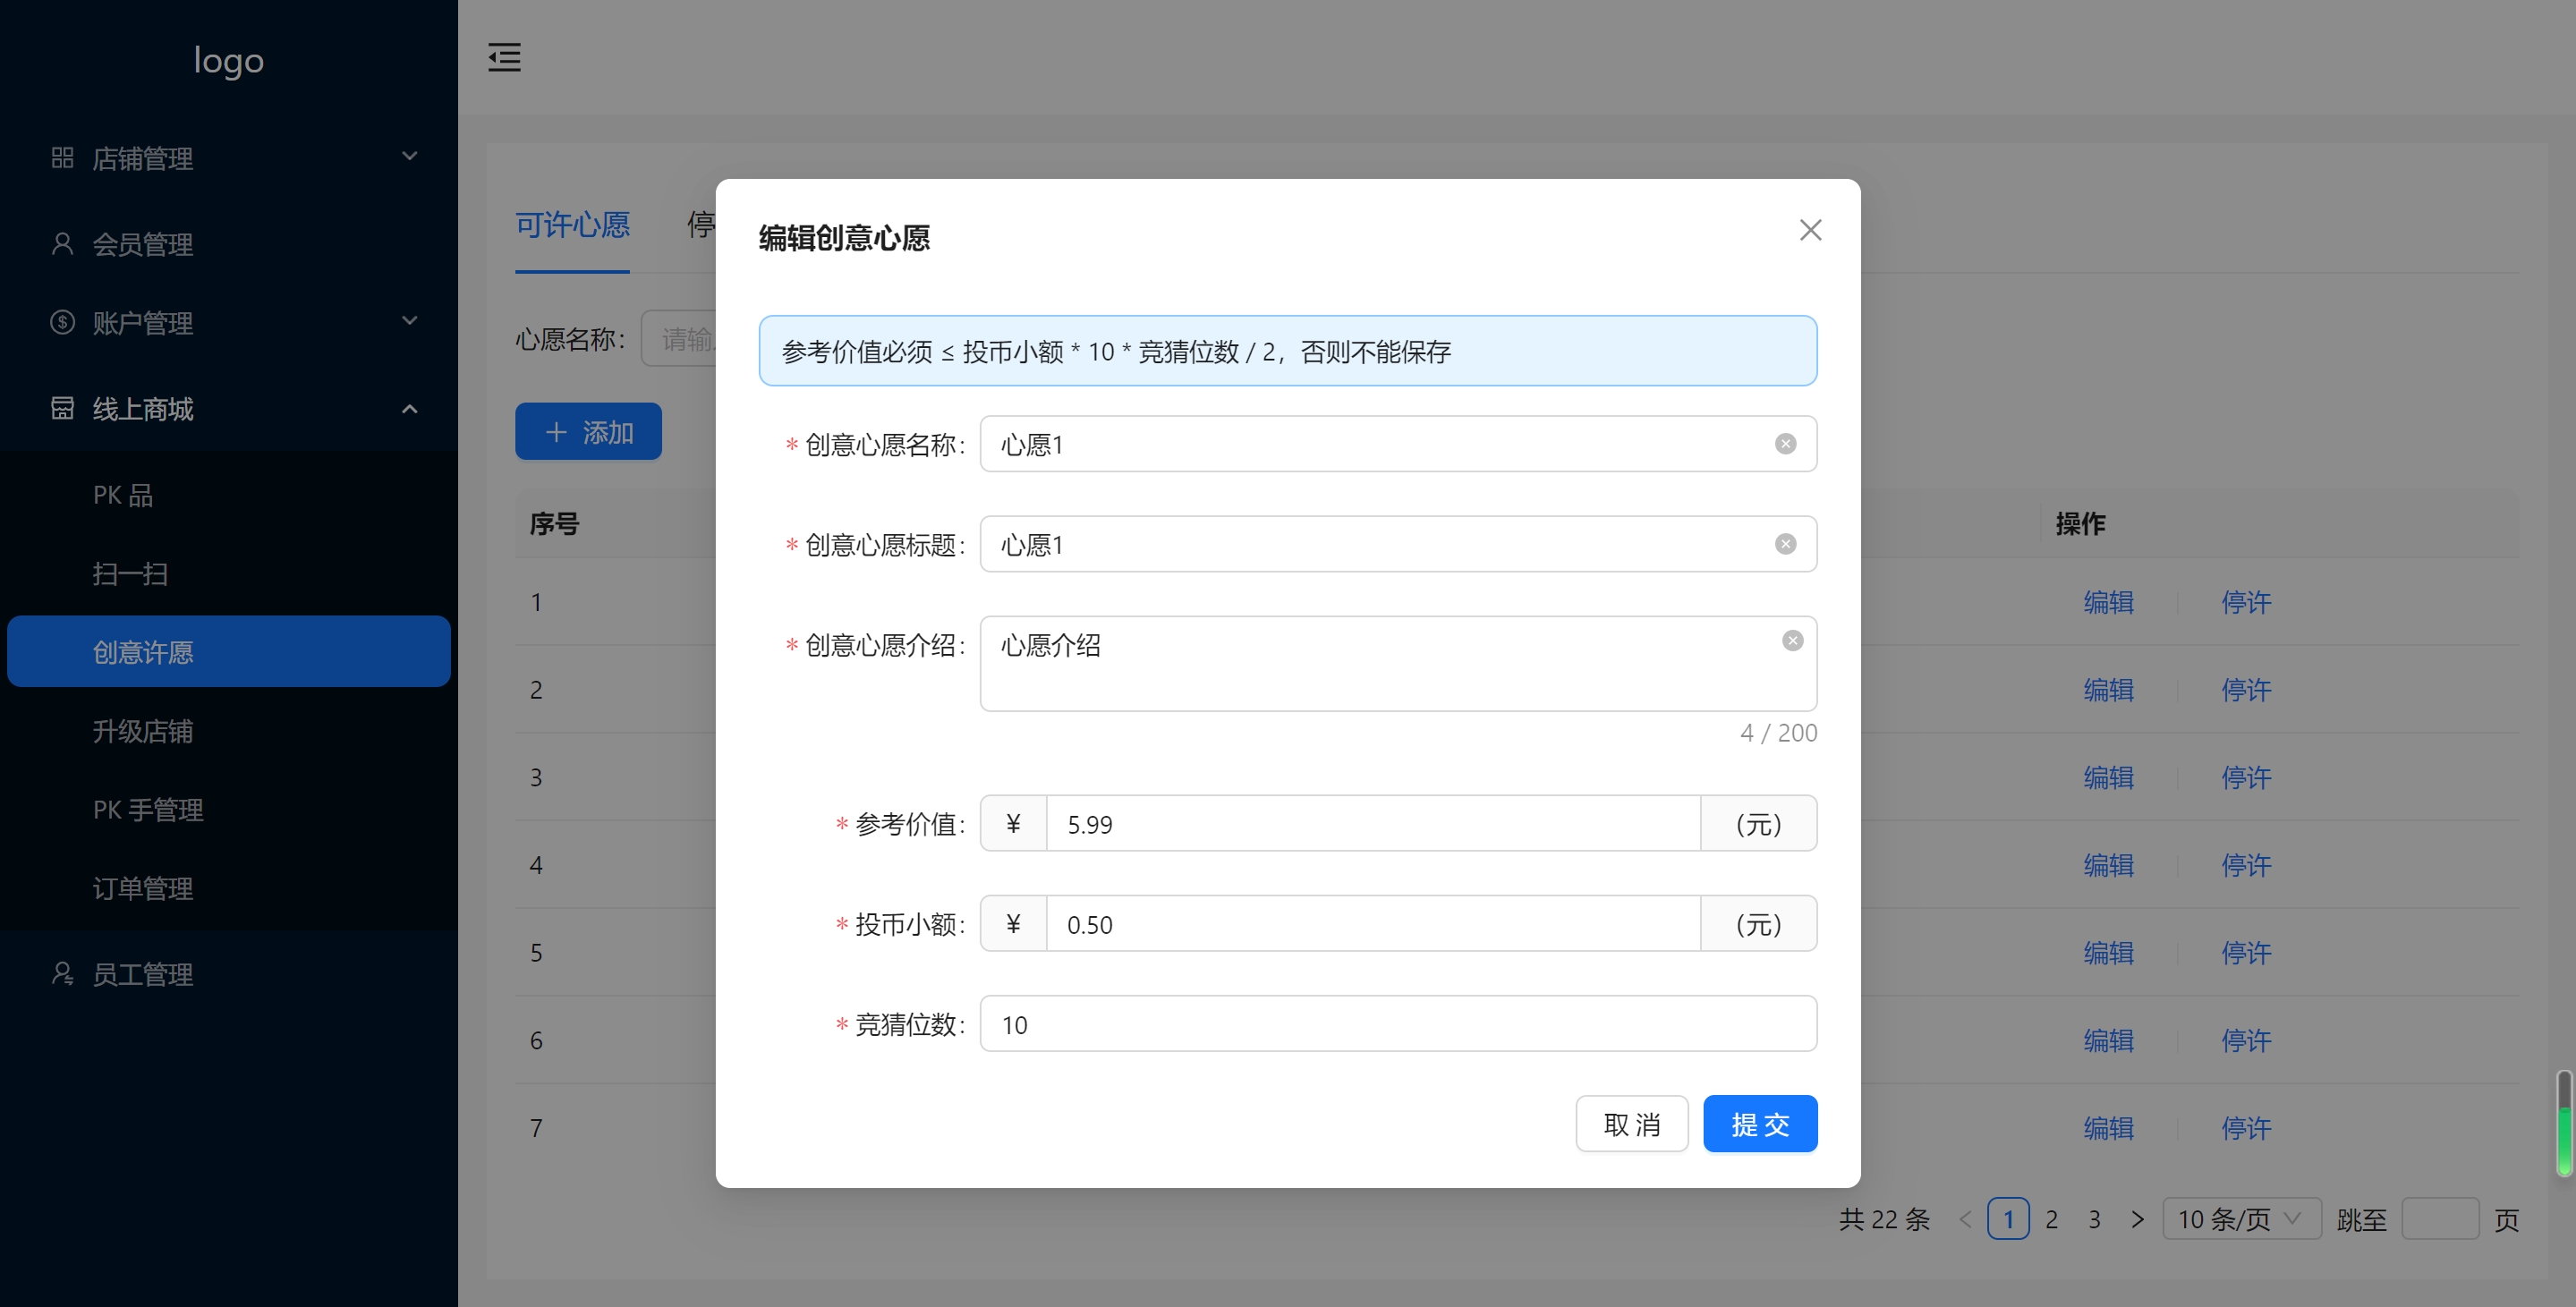 logo
店铺管理
会员管理
账户管理
线上商城
PK 品
扫一扫
创意许愿
升级店铺
PK 手管理
订单管理
员工管理
可许心愿 停
心愿名称: 请输
添加
序号 操作
1 编辑 停许
2 编辑 停许
3 编辑 停许
4 编辑 停许
5 编辑 停许
6 编辑 停许
7 编辑 停许
共 22 条 < 1 2 3 > 10 条/页 跳至 页
编辑创意心愿
参考价值必须 ≤ 投币小额 * 10 * 竞猜位数 / 2，否则不能保存
* 创意心愿名称: 心愿1
* 创意心愿标题: 心愿1
* 创意心愿介绍: 心愿介绍
4 / 200
* 参考价值: ¥ 5.99 (元)
* 投币小额: ¥ 0.50 (元)
* 竞猜位数: 10
取 消 提 交